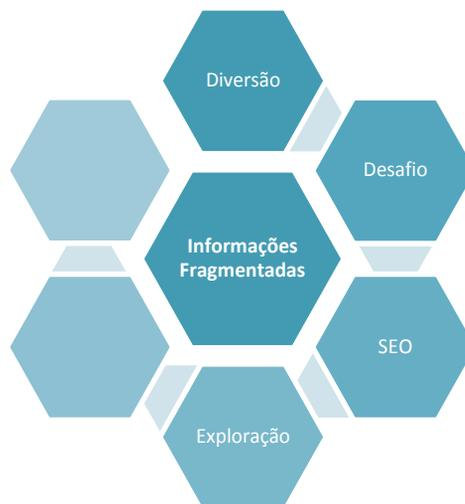 Diversão
Desafio
Informações
Fragmentadas
SEO
Exploração